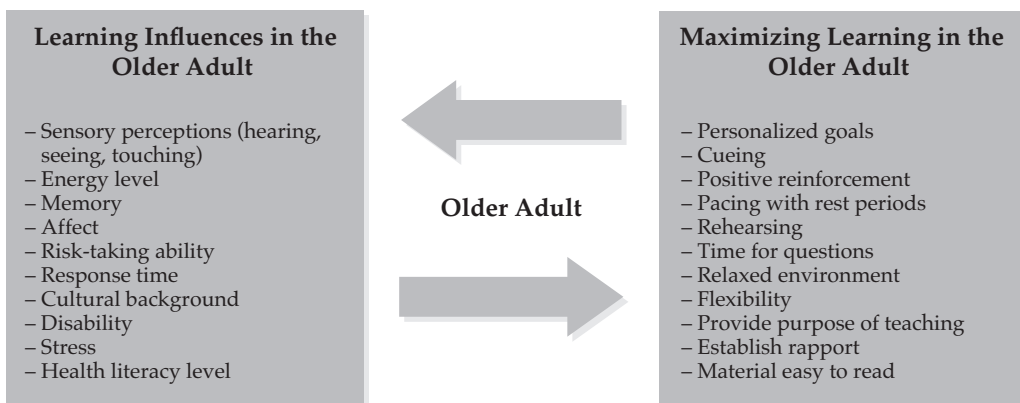 Learning Influences in the
Older Adult
– Sensory perceptions (hearing,
seeing, touching)
– Energy level
– Memory
– Affect
– Risk-taking ability
– Response time
– Cultural background
– Disability
– Stress
– Health literacy level
Older Adult
Maximizing Learning in the
Older Adult
– Personalized goals
– Cueing
– Positive reinforcement
– Pacing with rest periods
– Rehearsing
– Time for questions
– Relaxed environment
– Flexibility
– Provide purpose of teaching
– Establish rapport
– Material easy to read